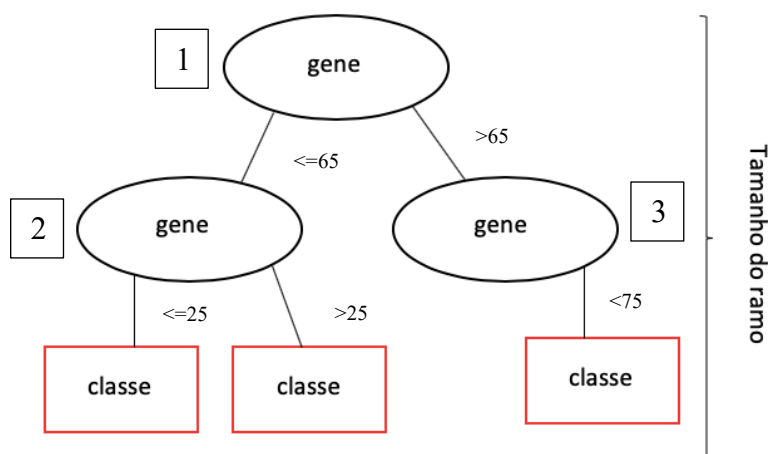 1
gene
<=65
>65
2
gene
gene
3
<=25
>25
<75
classe
classe
classe
Tamanho do ramo